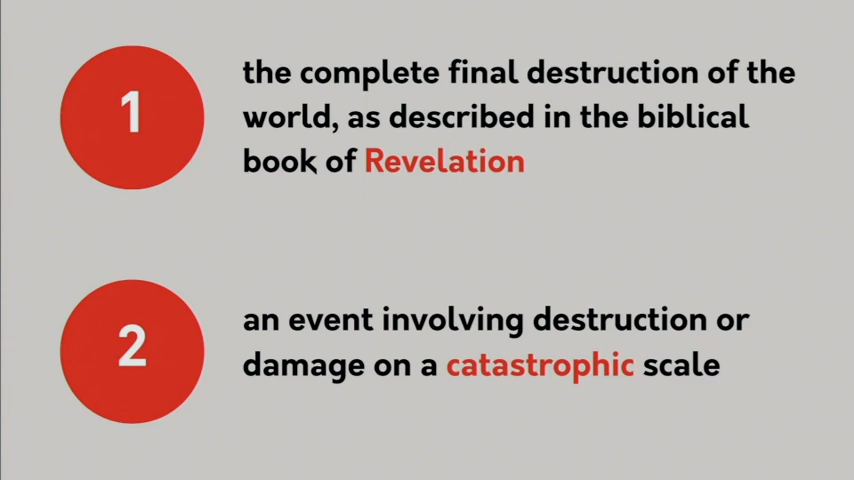 1
the complete final destruction of the
world, as described in the biblical
book of Revelation
2
an event involving destruction or
damage on a catastrophic scale